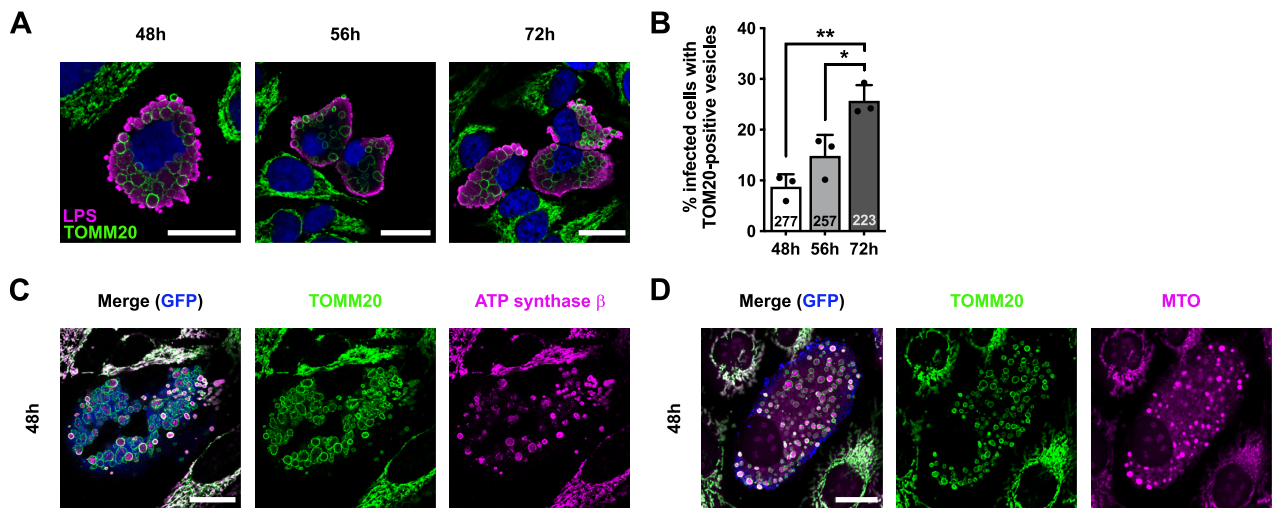 A
48h
56h
72h
LPS
TOMM20
B
% infected cells with
TOM20-positive vesicles
40
30
20
10
0
**
*
277
257
223
48h
56h
72h
C
Merge (GFP)
TOMM20
ATP synthase β
48h
D
Merge (GFP)
TOMM20
MTO
48h